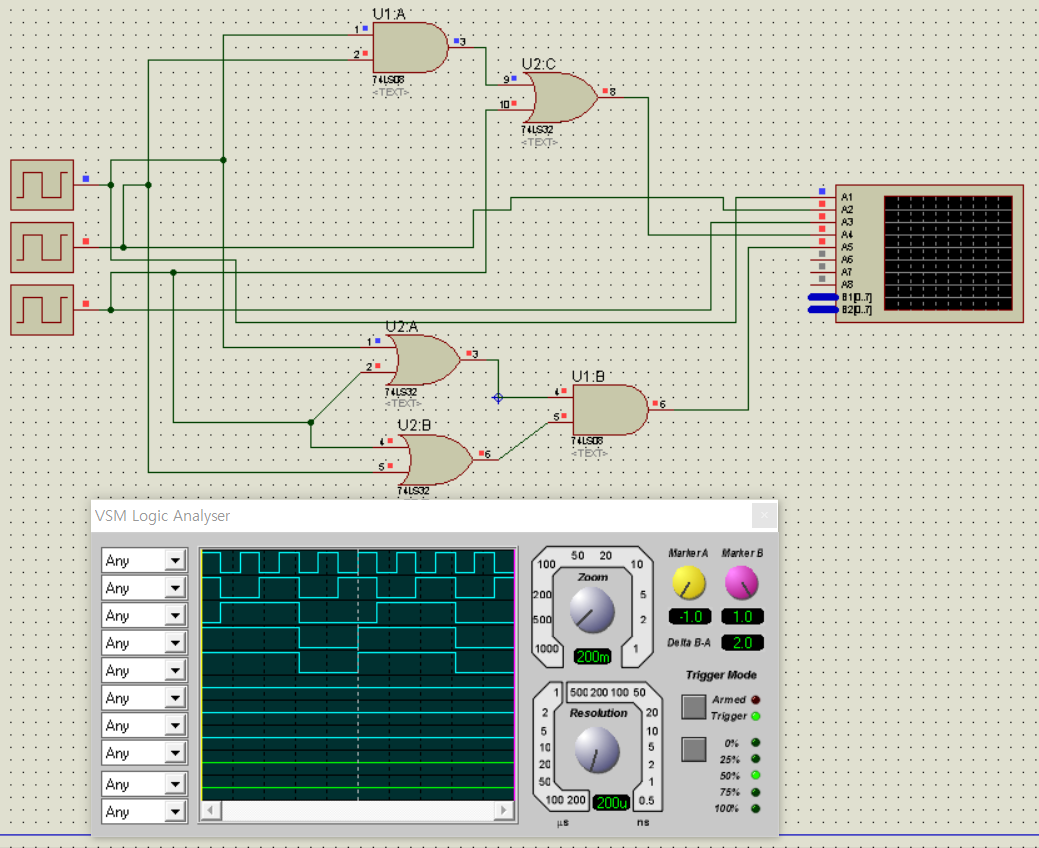 U1:A
1
2
3
74LS08
<TEXT>
U2:C
9
10
8
74LS32
<TEXT>
A1
A2
A3
A4
A5
A6
A7
A8
B1[0..7]
B2[0..7]
U2:A
1
2
3
74LS32
<TEXT>
U1:B
4
5
6
74LS08
<TEXT>
U2:B
4
5
6
74LS32
VSM Logic Analyser
Any
Any
Any
Any
Any
Any
Any
Any
Any
Any
50 20
100 10
Zoom
200 5
500 2
1000 1
200m
Marker A Marker B
-1.0 1.0
Delta B-A 2.0
Trigger Mode
Armed
Trigger
0%
25%
50%
75%
100%
1 500 200 100 50
2 Resolution 20
5 10
10 5
20 2
50 1
100 200 200u 0.5
µs ns